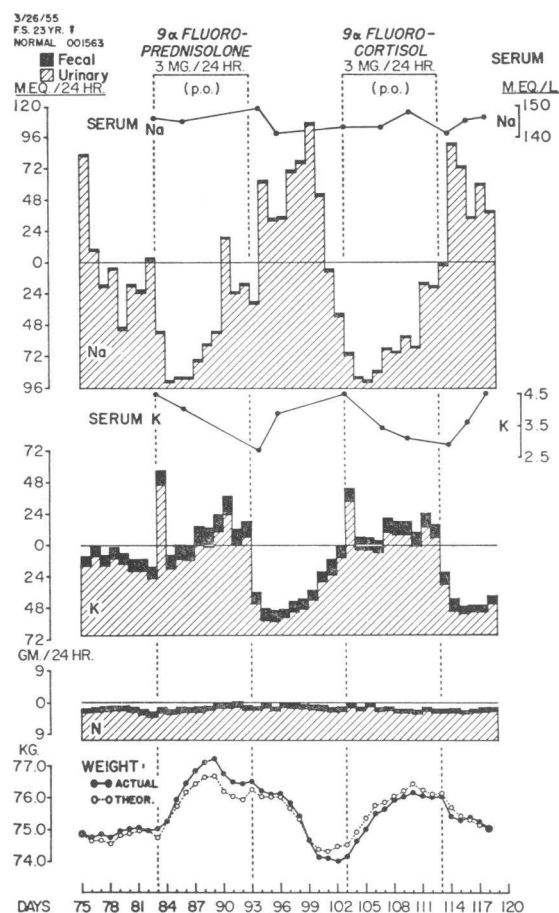 3/26/55
F.S. 23 YR. ♀
NORMAL 001563
Fecal
Urinary
M.EQ./24 HR.
9α FLUORO-
PREDNISOLONE
3 MG./24 HR.
(p.o.)
9α FLUORO-
CORTISOL
3 MG./24 HR.
(p.o.)
SERUM
M.EQ/L.
120
96
72
48
24
0
24
48
72
96
SERUM Na
Na 150
140
Na
SERUM K
K 4.5
3.5
2.5
72
48
24
0
24
48
72
K
GM./24 HR.
9
0
9
N
KG.
77.0
76.0
75.0
74.0
WEIGHT:
ACTUAL
THEOR.
DAYS 75 78 81 84 87 90 93 96 99 102 105 108 111 114 117 120